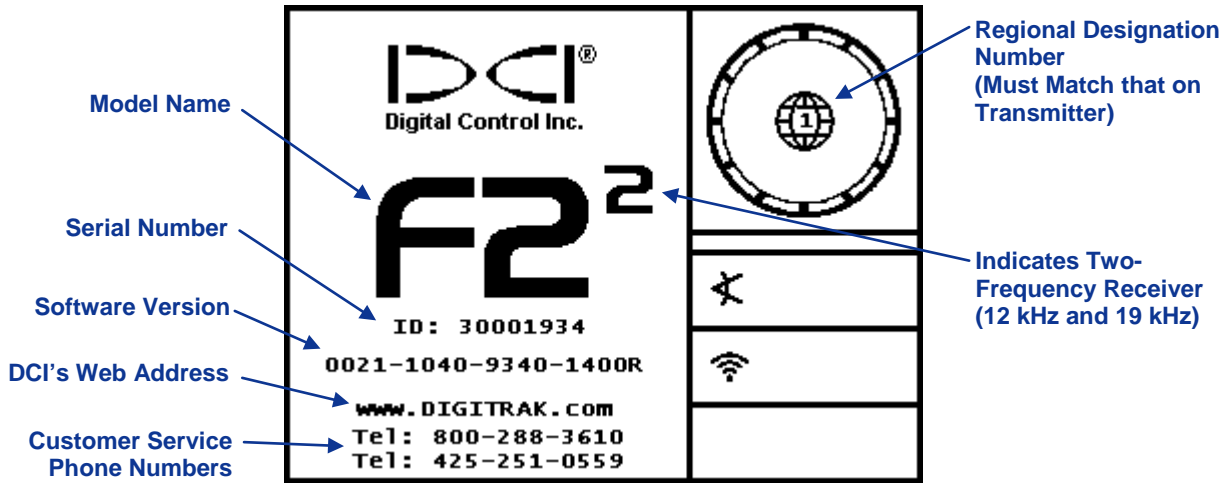 Model Name
Serial Number
Software Version
DCI's Web Address
Customer Service
Phone Numbers
DCI®
Digital Control Inc.
F2²
ID: 30001934
0021-1040-9340-1400R
www.DIGITRAK.com
Tel: 800-288-3610
Tel: 425-251-0559
1
Regional Designation
Number
(Must Match that on
Transmitter)
Indicates Two-
Frequency Receiver
(12 kHz and 19 kHz)